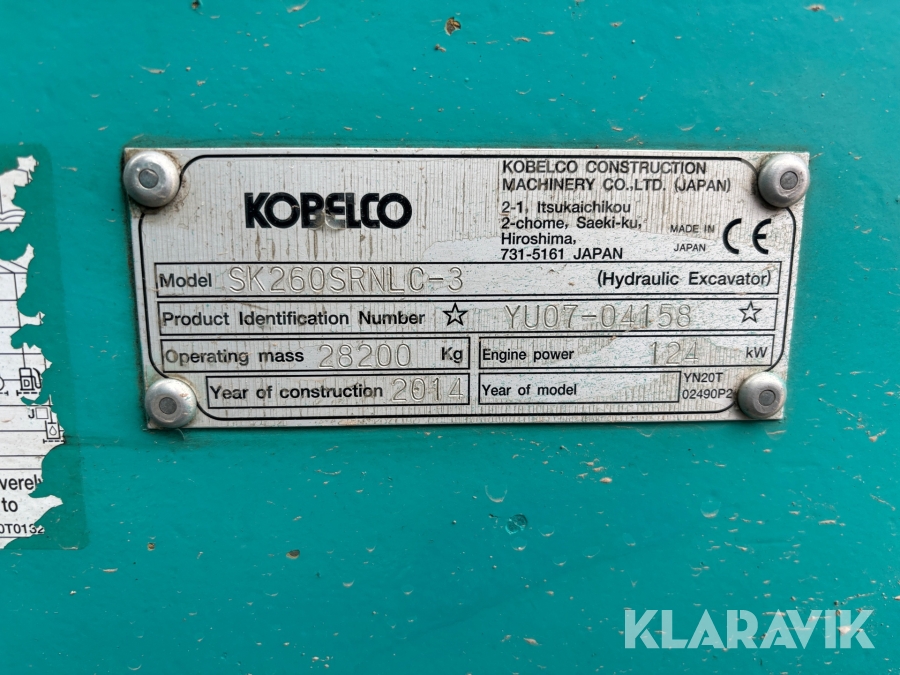 KOBELCO
KOBELCO CONSTRUCTION
MACHINERY CO.,LTD. (JAPAN)
2-1, Itsukaichikou
2-chome, Saeki-ku,
Hiroshima,
731-5161 JAPAN
MADE IN
JAPAN
CE
Model SK260SRNLC-3 (Hydraulic Excavator)
Product Identification Number ☆ YU07-04158 ☆
Operating mass 28200 Kg
Engine power 124 kW
Year of construction 2014
Year of model
YN20T
02490P2
J
to
KLARAVIK